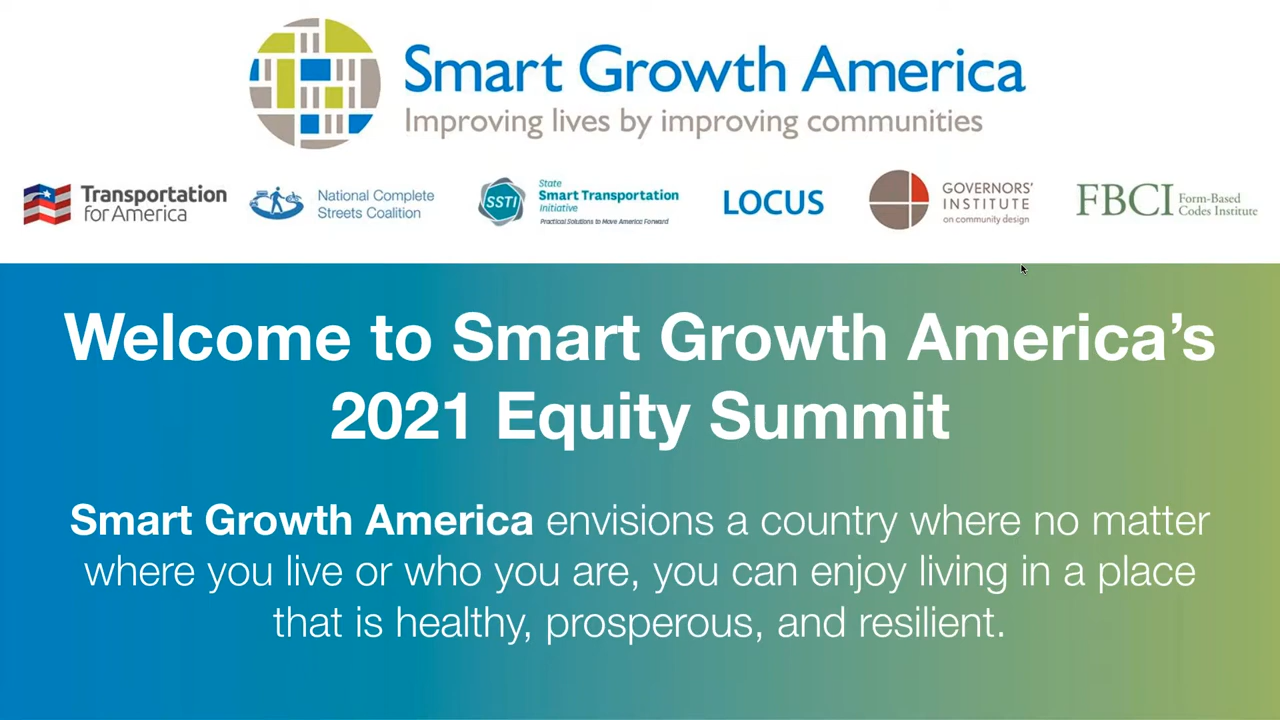 Smart Growth America
Improving lives by improving communities
Transportation
for America
National Complete
Streets Coalition
SSTI
State
Smart Transportation
Initiative
Practical Solutions to Move America Forward
LOCUS
GOVERNORS'
INSTITUTE
on community design
FBCI
Form-Based
Codes Institute
Welcome to Smart Growth America’s
2021 Equity Summit
Smart Growth America envisions a country where no matter
where you live or who you are, you can enjoy living in a place
that is healthy, prosperous, and resilient.